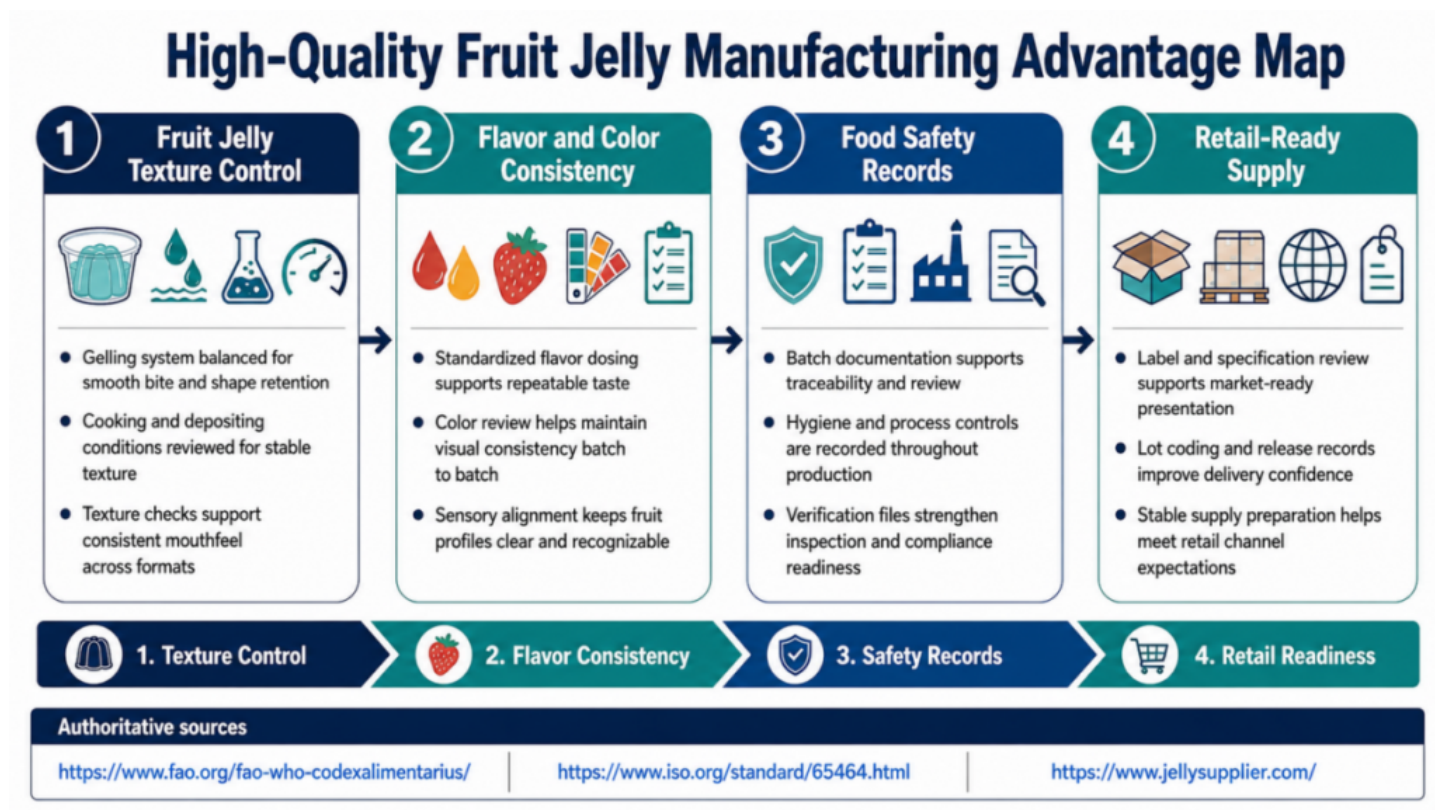 High-Quality Fruit Jelly Manufacturing Advantage Map
1
Fruit Jelly
Texture Control
Gelling system balanced for
smooth bite and shape retention
Cooking and depositing
conditions reviewed for stable
texture
Texture checks support
consistent mouthfeel
across formats
2
Flavor and Color
Consistency
Standardized flavor dosing
supports repeatable taste
Color review helps maintain
visual consistency batch
to batch
Sensory alignment keeps fruit
profiles clear and recognizable
3
Food Safety
Records
Batch documentation supports
traceability and review
Hygiene and process controls
are recorded throughout
production
Verification files strengthen
inspection and compliance
readiness
4
Retail-Ready
Supply
Label and specification review
supports market-ready
presentation
Lot coding and release records
improve delivery confidence
Stable supply preparation helps
meet retail channel
expectations
1. Texture Control
2. Flavor Consistency
3. Safety Records
4. Retail Readiness
Authoritative sources
https://www.fao.org/fao-who-codexalimentarius/
https://www.iso.org/standard/65464.html
https://www.jellysupplier.com/